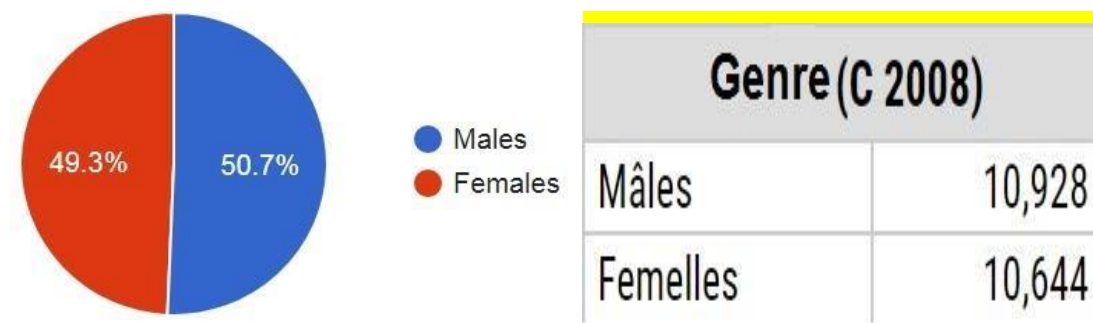 49.3%
50.7%
Males
Females
Genre (C 2008)
Mâles 10,928
Femelles 10,644